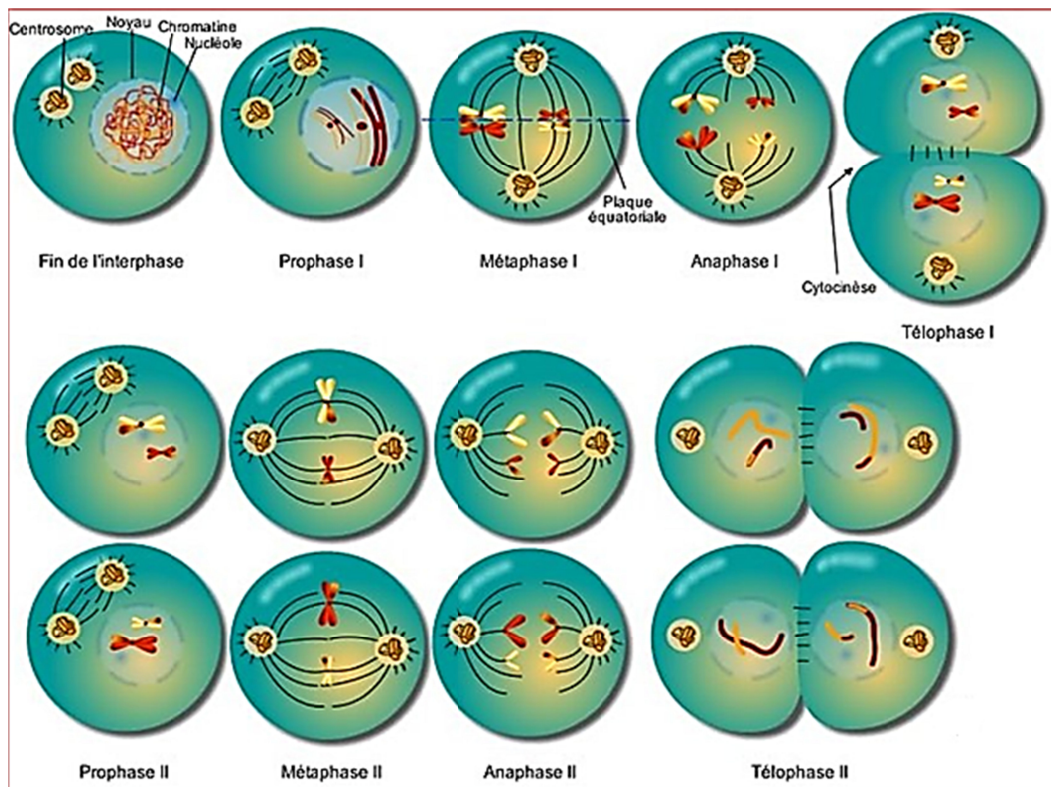 Centrosome
Noyau
Chromatine
Nucléole
Plaque
équatoriale
Cytocinèse
Fin de l'interphase
Prophase I
Métaphase I
Anaphase I
Télophase I
Prophase II
Métaphase II
Anaphase II
Télophase II